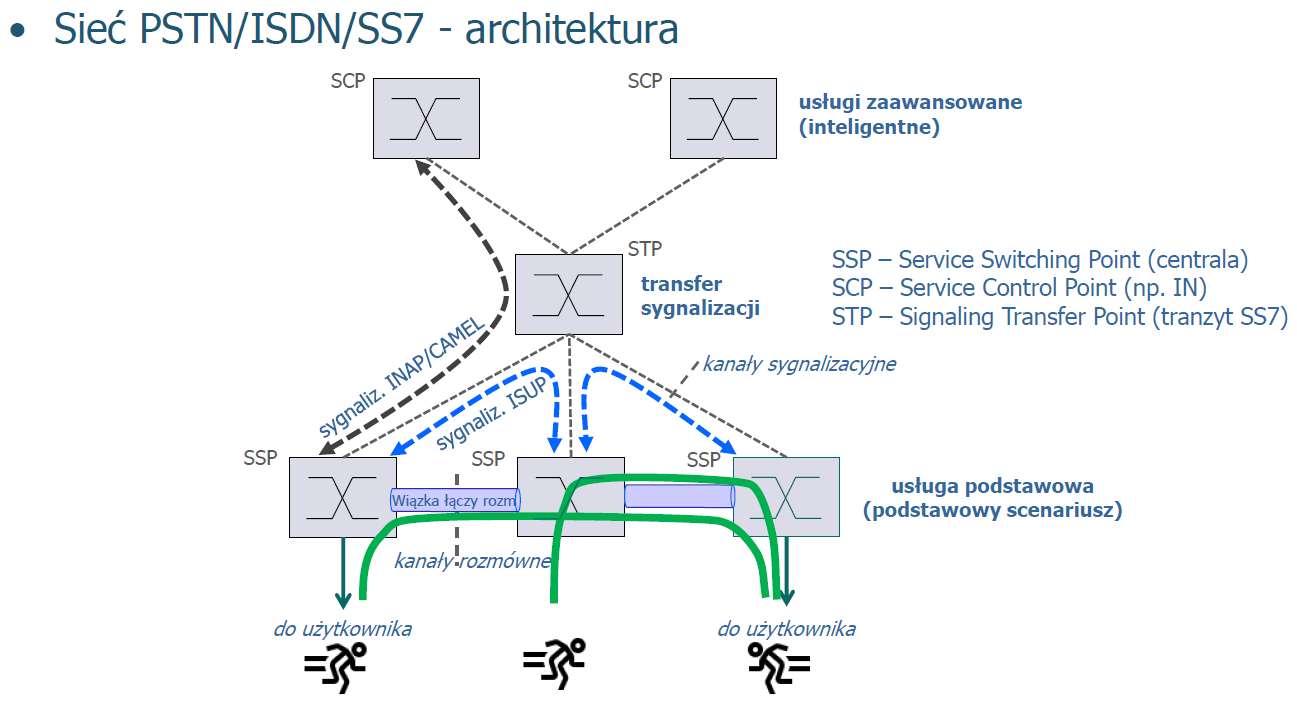 • Sieć PSTN/ISDN/SS7 - architektura
SCP
SCP
usługi zaawansowane
(inteligentne)
STP
transfer
sygnalizacji
SSP – Service Switching Point (centrala)
SCP – Service Control Point (np. IN)
STP – Signaling Transfer Point (tranzyt SS7)
sygnaliz. INAP/CAMEL
sygnaliz. ISUP
kanały sygnalizacyjne
SSP
SSP
SSP
Wiązka łączy rozm
usługa podstawowa
(podstawowy scenariusz)
kanały rozmówne
do użytkownika
do użytkownika